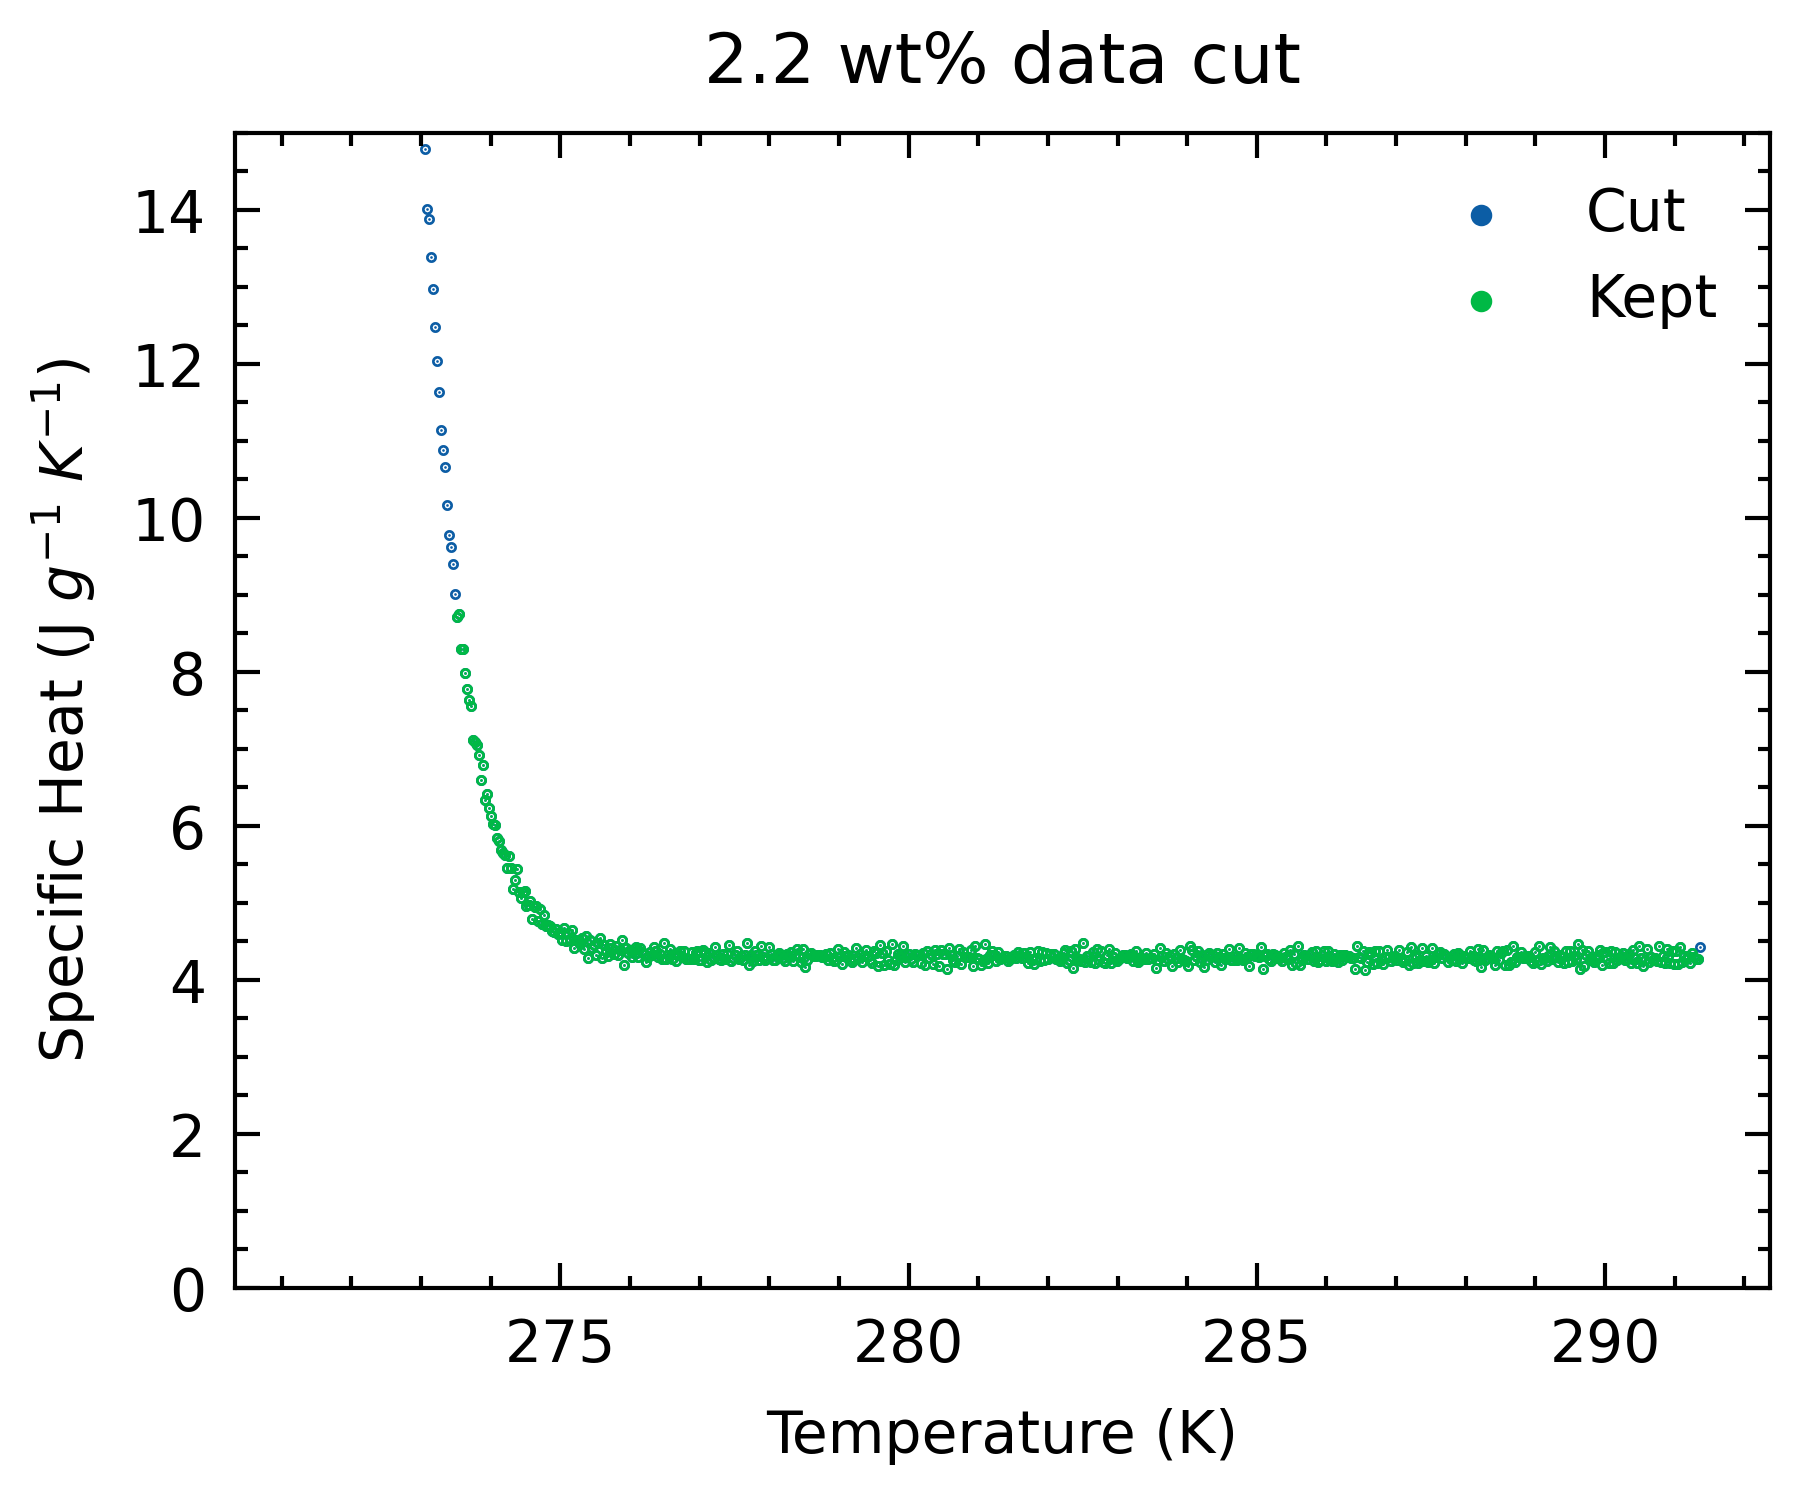 2.2 wt% data cut
Cut
Kept
14
12
10
8
6
4
2
0
Specific Heat (J g⁻¹ K⁻¹)
275 280 285 290
Temperature (K)